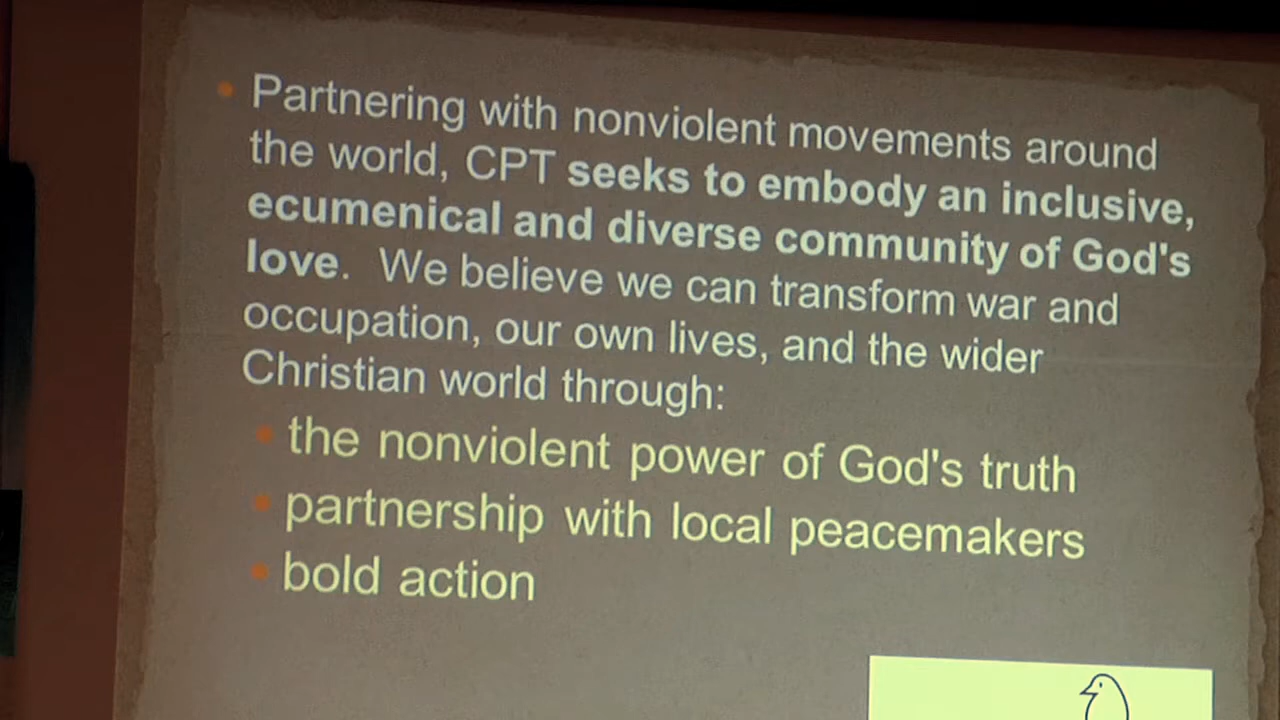 Partnering with nonviolent movements around
the world, CPT seeks to embody an inclusive,
ecumenical and diverse community of God's
love. We believe we can transform war and
occupation, our own lives, and the wider
Christian world through:
the nonviolent power of God's truth
partnership with local peacemakers
bold action